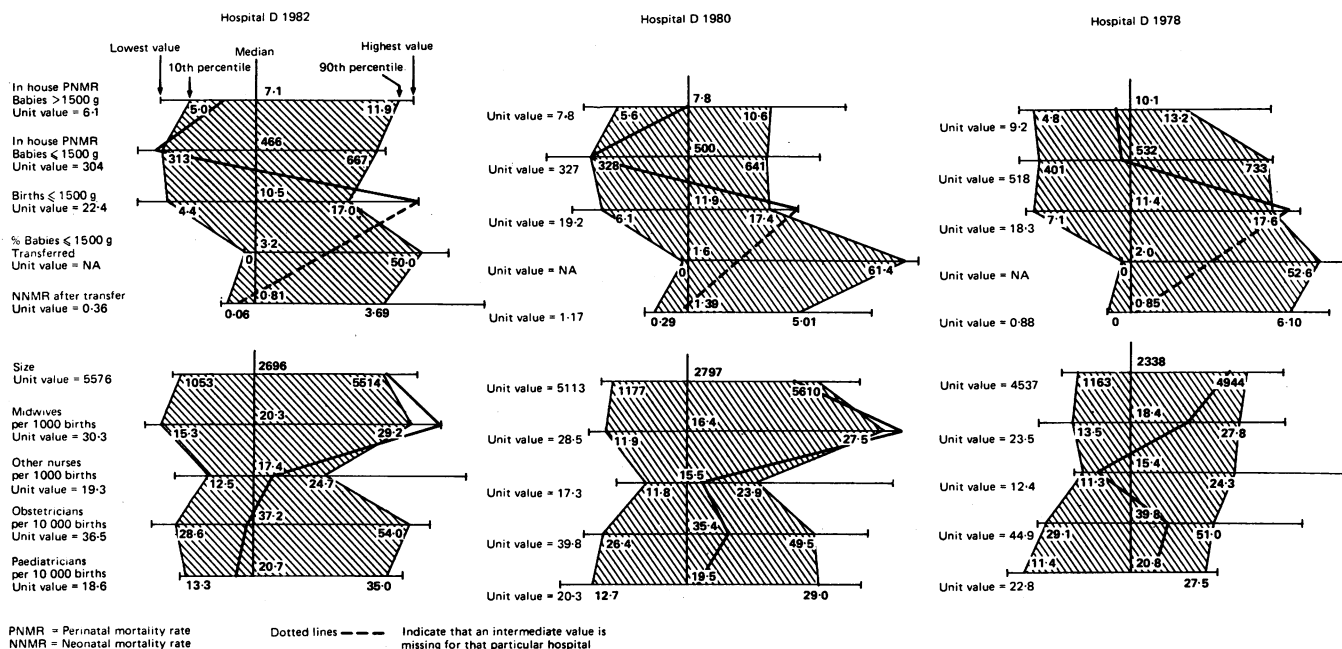 Hospital D 1982
Hospital D 1980
Hospital D 1978
Lowest value
Median
Highest value
10th percentile
90th percentile
In house PNMR
Babies > 1500 g
Unit value = 6·1
7·1
5·0
11·9
In house PNMR
Babies ⩽ 1500 g
Unit value = 304
466
313
667
Births ⩽ 1500 g
Unit value = 22·4
10·5
4·4
17·0
% Babies ⩽ 1500 g
Transferred
Unit value = NA
3·2
0
50·0
NNMR after transfer
Unit value = 0·36
0·81
0·06
3·69
Unit value = 7·8
7·8
5·6
10·6
Unit value = 327
500
328
641
Unit value = 19·2
11·9
6·1
17·4
Unit value = NA
1·6
0
61·4
Unit value = 1·17
1·39
0·29
5·01
Unit value = 9·2
10·1
4·8
13·2
Unit value = 518
532
401
733
Unit value = 18·3
11·4
7·1
17·6
Unit value = NA
2·0
0
52·6
Unit value = 0·88
0·85
0
6·10
Size
Unit value = 5576
2696
1053
5514
Midwives
per 1000 births
Unit value = 30·3
20·3
15·3
29·2
Other nurses
per 1000 births
Unit value = 19·3
17·4
12·5
24·7
Obstetricians
per 10 000 births
Unit value = 36·5
37·2
28·6
54·0
Paediatricians
per 10 000 births
Unit value = 18·6
20·7
13·3
35·0
Unit value = 5113
2797
1177
5610
Unit value = 28·5
16·4
11·9
27·5
Unit value = 17·3
15·5
11·8
23·9
Unit value = 39·8
35·4
26·4
49·5
Unit value = 20·3
19·5
12·7
29·0
Unit value = 4537
2338
1163
4944
Unit value = 23·5
18·4
13·5
27·8
Unit value = 12·4
15·4
11·3
24·3
Unit value = 44·9
39·8
29·1
51·0
Unit value = 22·8
20·8
11·4
27·5
PNMR = Perinatal mortality rate
NNMR = Neonatal mortality rate
Dotted lines
Indicate that an intermediate value is
missing for that particular hospital